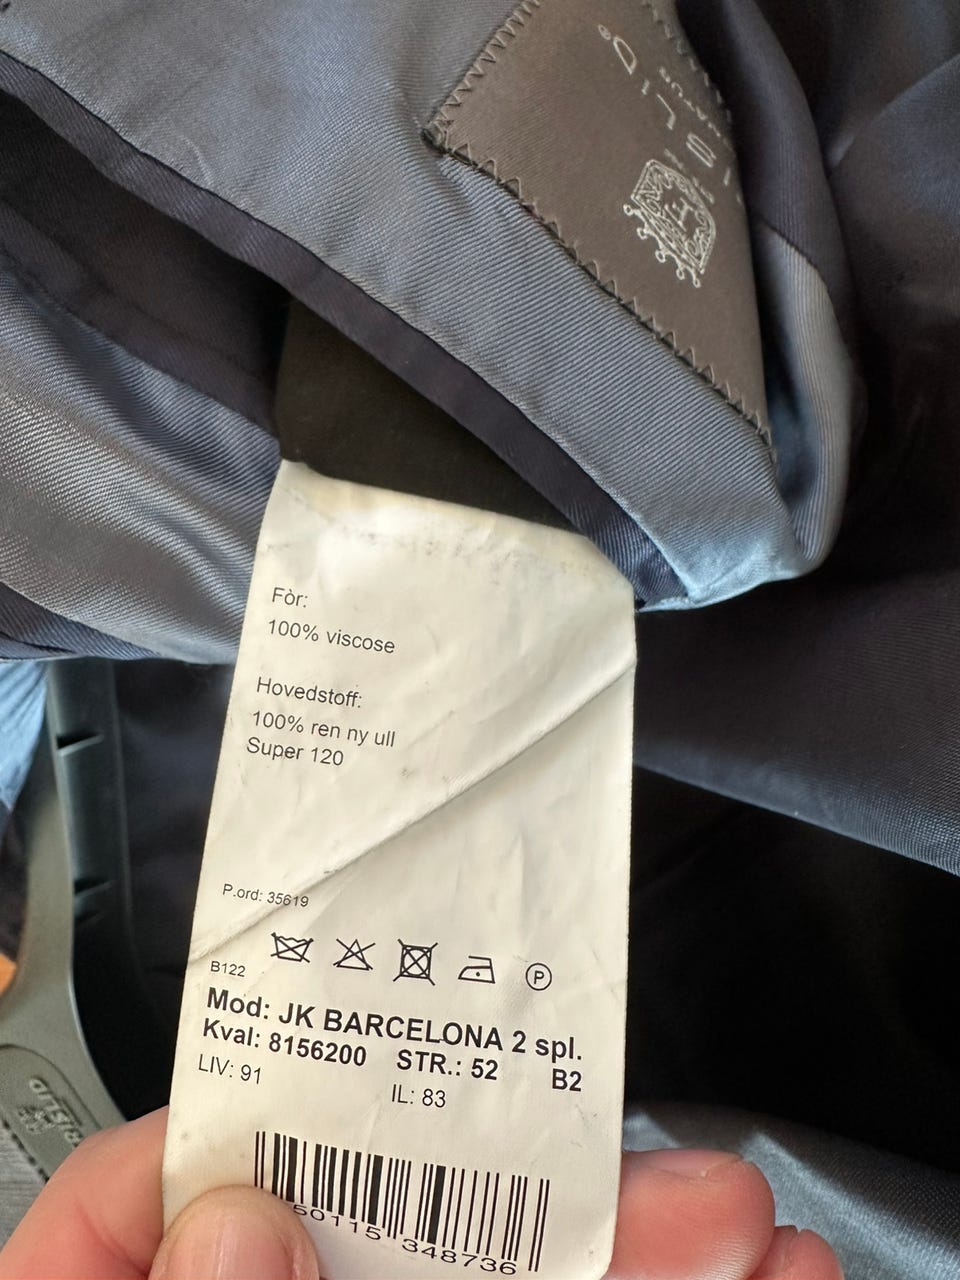 Fòr:
100% viscose
Hovedstoff:
100% ren ny ull
Super 120
P.ord: 35619
P
B122
Mod: JK BARCELONA 2 spl.
Kval: 8156200 STR.: 52 B2
LIV: 91
IL: 83
50115 348736